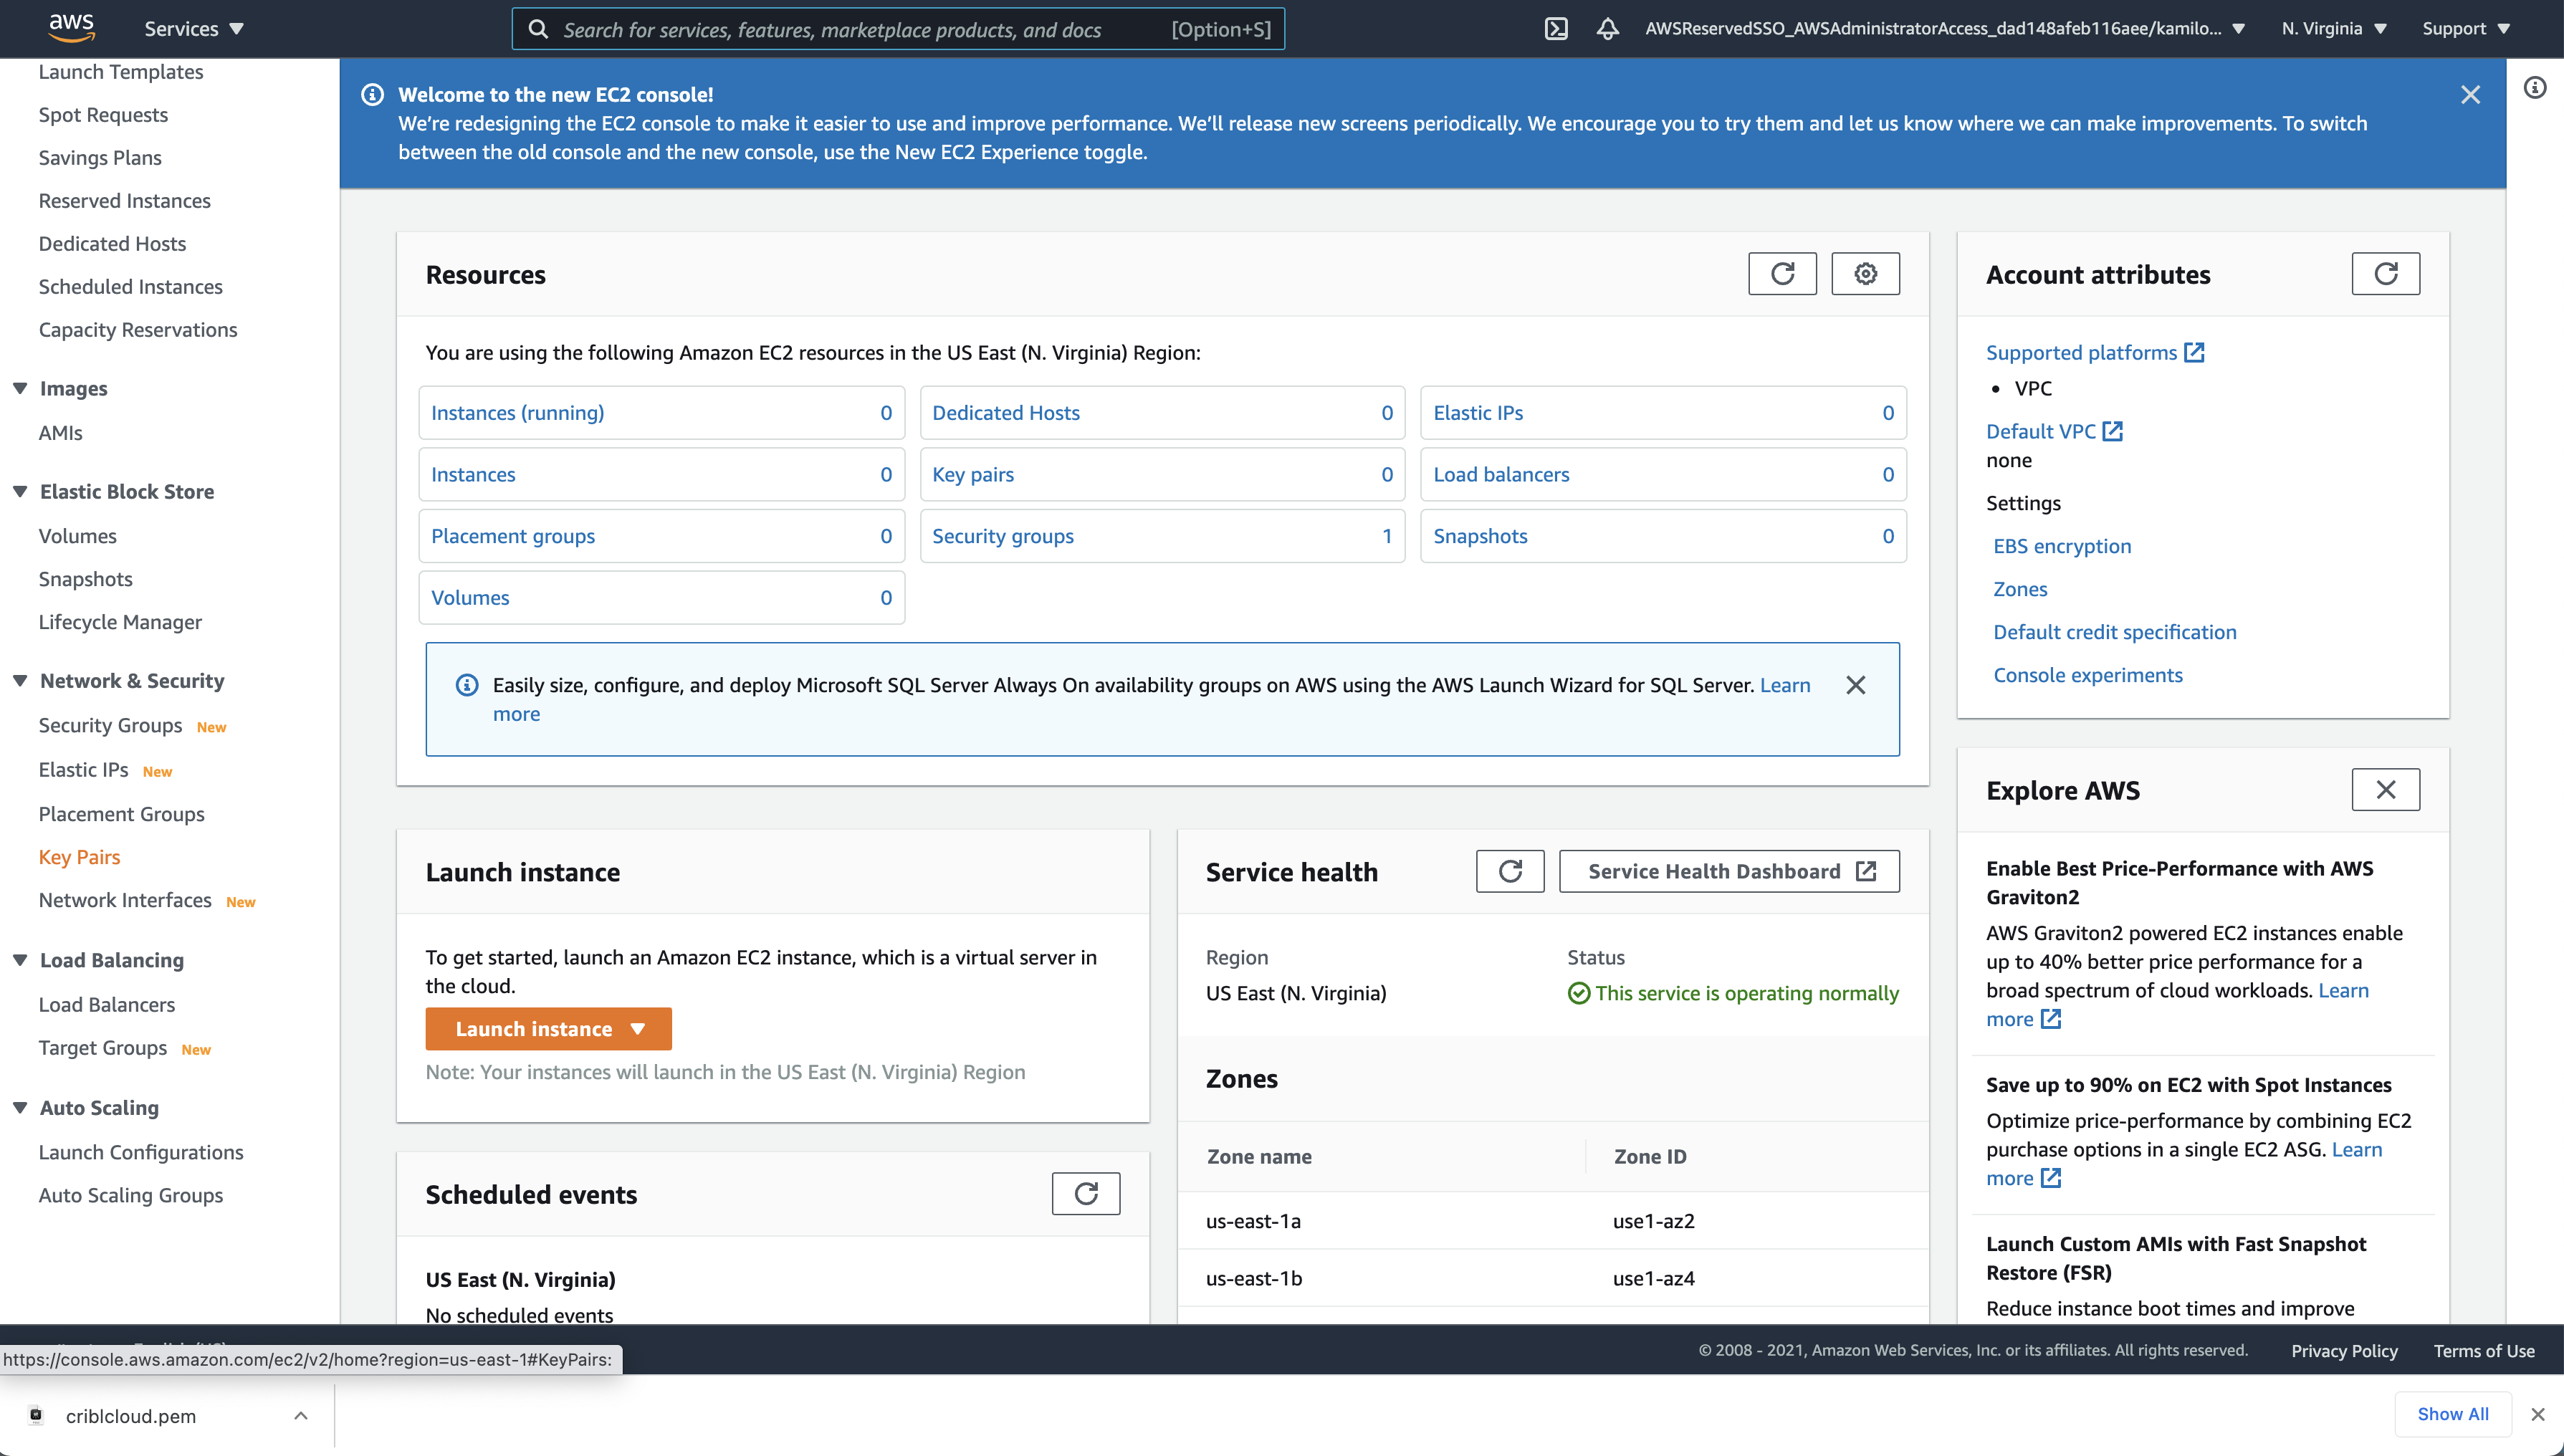 aws
Services
Search for services, features, marketplace products, and docs
[Option+S]
AWSReservedSSO_AWSAdministratorAccess_dad148afeb116aee/kamilo...
N. Virginia
Support
Launch Templates
Spot Requests
Savings Plans
Reserved Instances
Dedicated Hosts
Scheduled Instances
Capacity Reservations
Images
AMIs
Elastic Block Store
Volumes
Snapshots
Lifecycle Manager
Network & Security
Security Groups New
Elastic IPs New
Placement Groups
Key Pairs
Network Interfaces New
Load Balancing
Load Balancers
Target Groups New
Auto Scaling
Launch Configurations
Auto Scaling Groups
Welcome to the new EC2 console!
We're redesigning the EC2 console to make it easier to use and improve performance. We'll release new screens periodically. We encourage you to try them and let us know where we can make improvements. To switch
between the old console and the new console, use the New EC2 Experience toggle.
Resources
You are using the following Amazon EC2 resources in the US East (N. Virginia) Region:
Instances (running) 0
Dedicated Hosts 0
Elastic IPs 0
Instances 0
Key pairs 0
Load balancers 0
Placement groups 0
Security groups 1
Snapshots 0
Volumes 0
Easily size, configure, and deploy Microsoft SQL Server Always On availability groups on AWS using the AWS Launch Wizard for SQL Server. Learn
more
Launch instance
To get started, launch an Amazon EC2 instance, which is a virtual server in
the cloud.
Launch instance
Note: Your instances will launch in the US East (N. Virginia) Region
Scheduled events
US East (N. Virginia)
No scheduled events
Service health
Service Health Dashboard
Region
US East (N. Virginia)
Status
This service is operating normally
Zones
Zone name
Zone ID
us-east-1a
use1-az2
us-east-1b
use1-az4
Account attributes
Supported platforms
• VPC
Default VPC
none
Settings
EBS encryption
Zones
Default credit specification
Console experiments
Explore AWS
Enable Best Price-Performance with AWS
Graviton2
AWS Graviton2 powered EC2 instances enable
up to 40% better price performance for a
broad spectrum of cloud workloads. Learn
more
Save up to 90% on EC2 with Spot Instances
Optimize price-performance by combining EC2
purchase options in a single EC2 ASG. Learn
more
Launch Custom AMIs with Fast Snapshot
Restore (FSR)
Reduce instance boot times and improve
https://console.aws.amazon.com/ec2/v2/home?region=us-east-1#KeyPairs:
© 2008 - 2021, Amazon Web Services, Inc. or its affiliates. All rights reserved.
Privacy Policy
Terms of Use
criblcloud.pem
Show All